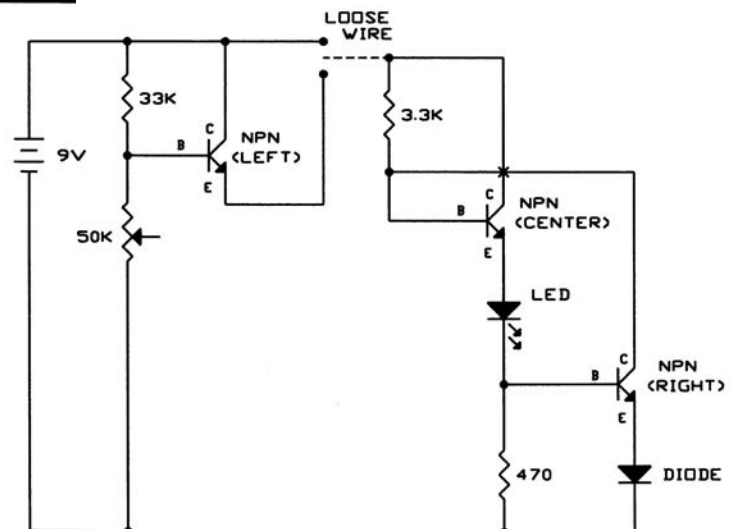 LOOSE
WIRE
33K
3.3K
C
B
NPN
(LEFT)
9V
E
C
B
NPN
(CENTER)
50K
E
LED
C
B
NPN
(RIGHT)
E
470
DIODE